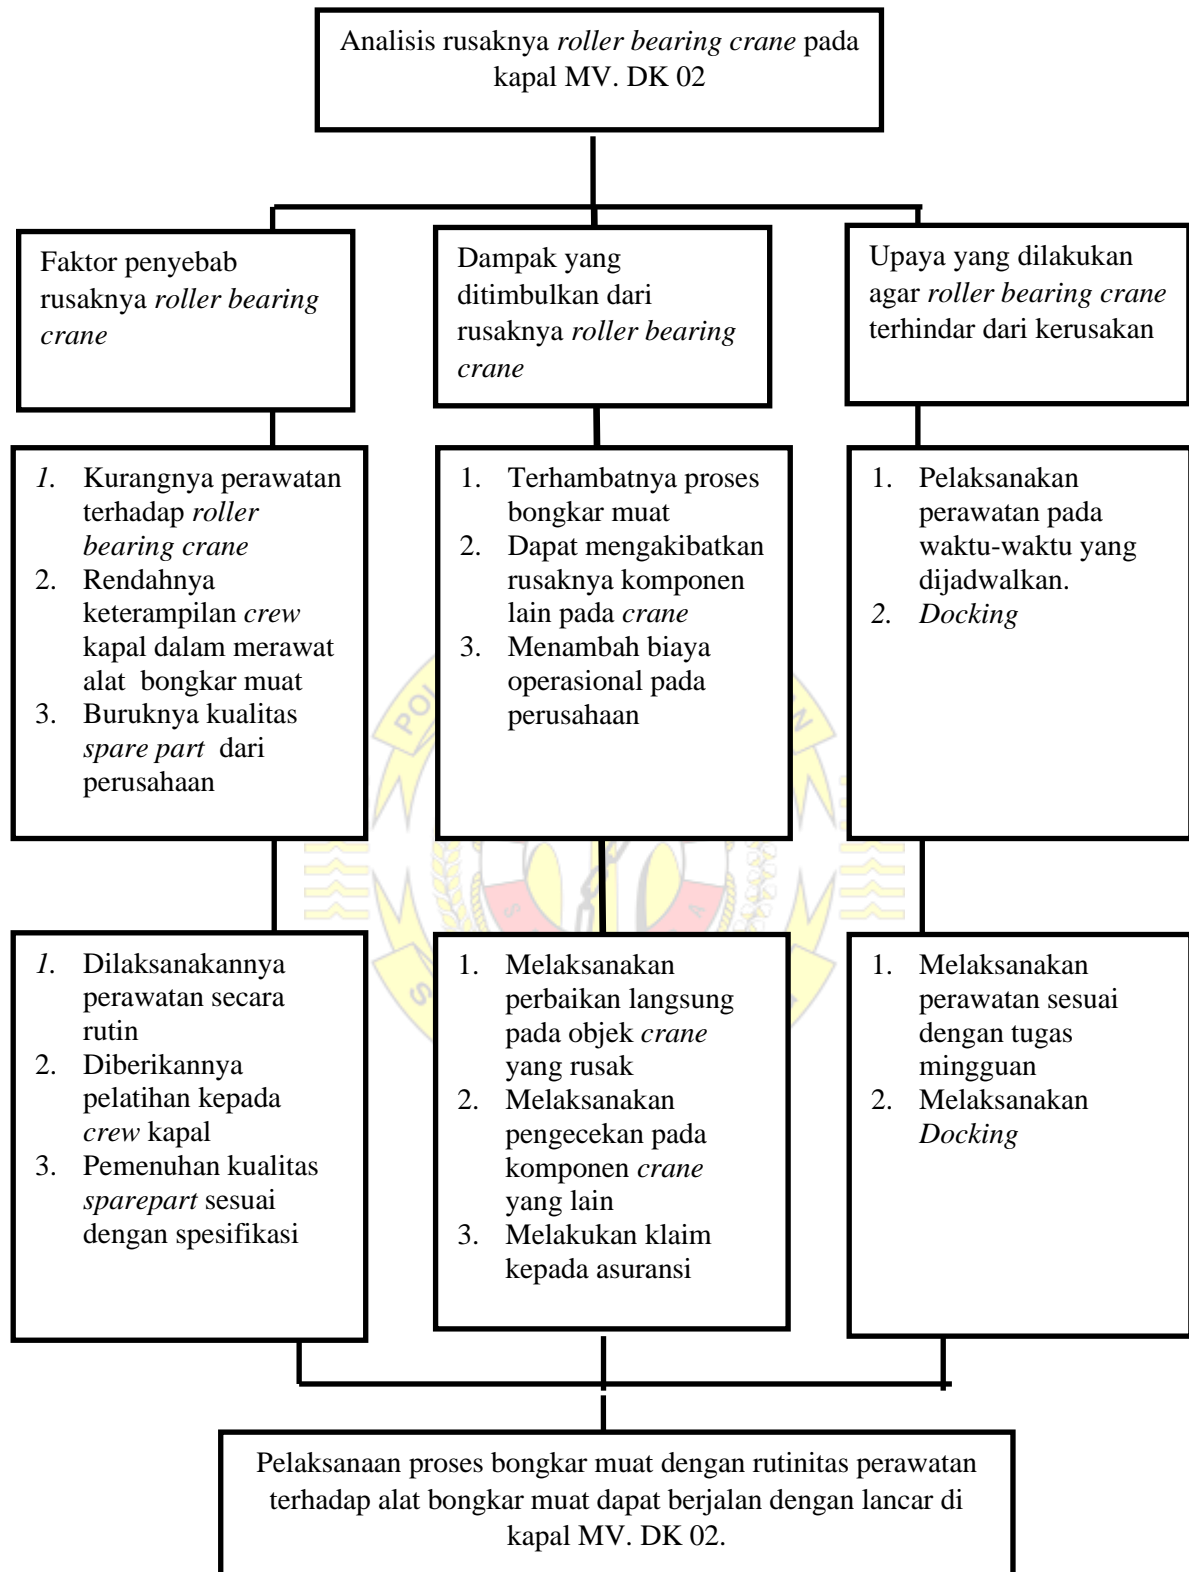 Analisis rusaknya roller bearing crane pada
kapal MV. DK 02
Faktor penyebab
rusaknya roller bearing
crane
Dampak yang
ditimbulkan dari
rusaknya roller bearing
crane
Upaya yang dilakukan
agar roller bearing crane
terhindar dari kerusakan
1. Kurangnya perawatan
terhadap roller
bearing crane
2. Rendahnya
keterampilan crew
kapal dalam merawat
alat bongkar muat
3. Buruknya kualitas
spare part dari
perusahaan
1. Terhambatnya proses
bongkar muat
2. Dapat mengakibatkan
rusaknya komponen
lain pada crane
3. Menambah biaya
operasional pada
perusahaan
1. Pelaksanakan
perawatan pada
waktu-waktu yang
dijadwalkan.
2. Docking
1. Dilaksanakannya
perawatan secara
rutin
2. Diberikannya
pelatihan kepada
crew kapal
3. Pemenuhan kualitas
sparepart sesuai
dengan spesifikasi
1. Melaksanakan
perbaikan langsung
pada objek crane
yang rusak
2. Melaksanakan
pengecekan pada
komponen crane
yang lain
3. Melakukan klaim
kepada asuransi
1. Melaksanakan
perawatan sesuai
dengan tugas
mingguan
2. Melaksanakan
Docking
Pelaksanaan proses bongkar muat dengan rutinitas perawatan
terhadap alat bongkar muat dapat berjalan dengan lancar di
kapal MV. DK 02.